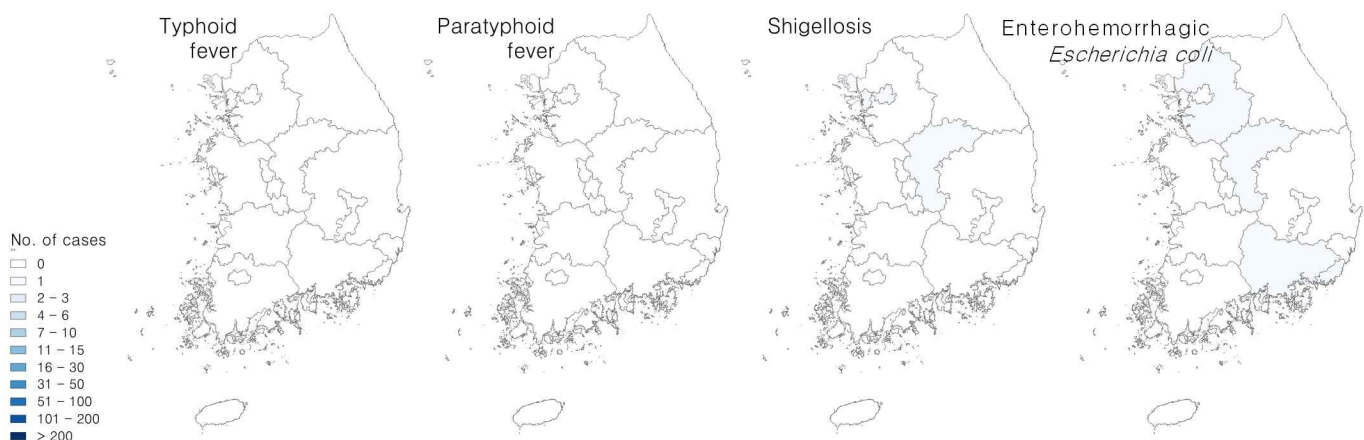 Typhoid
fever
Paratyphoid
fever
Shigellosis
Enterohemorrhagic
Escherichia coli
No. of cases
0
1
2 – 3
4 – 6
7 – 10
11 – 15
16 – 30
31 – 50
51 – 100
101 – 200
> 200